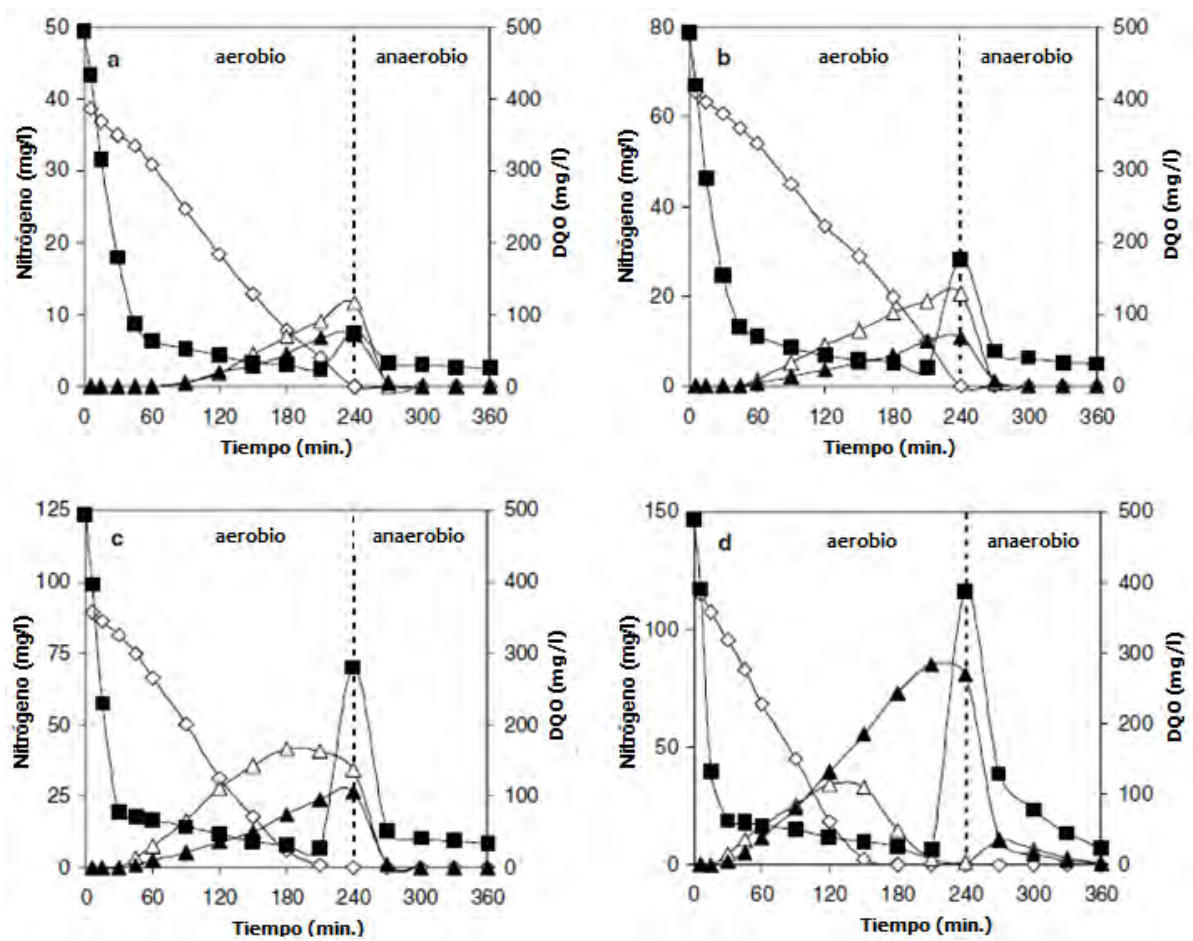 50 500 80 500
a aerobio anaerobio b aerobio anaerobio
40 400 60 400
30 300 300
Nitrógeno (mg/l) DQO (mg/l) Nitrógeno (mg/l) DQO (mg/l)
40
20 200 200
20
10 100 100
0 0 0 0
0 60 120 180 240 300 360 0 60 120 180 240 300 360
Tiempo (min.) Tiempo (min.)
125 500 150 500
c aerobio anaerobio d aerobio anaerobio
100 400 400
100
75 300 300
Nitrógeno (mg/l) DQO (mg/l) Nitrógeno (mg/l) DQO (mg/l)
50 200 50 200
25 100 100
0 0 0 0
0 60 120 180 240 300 360 0 60 120 180 240 300 360
Tiempo (min.) Tiempo (min.)